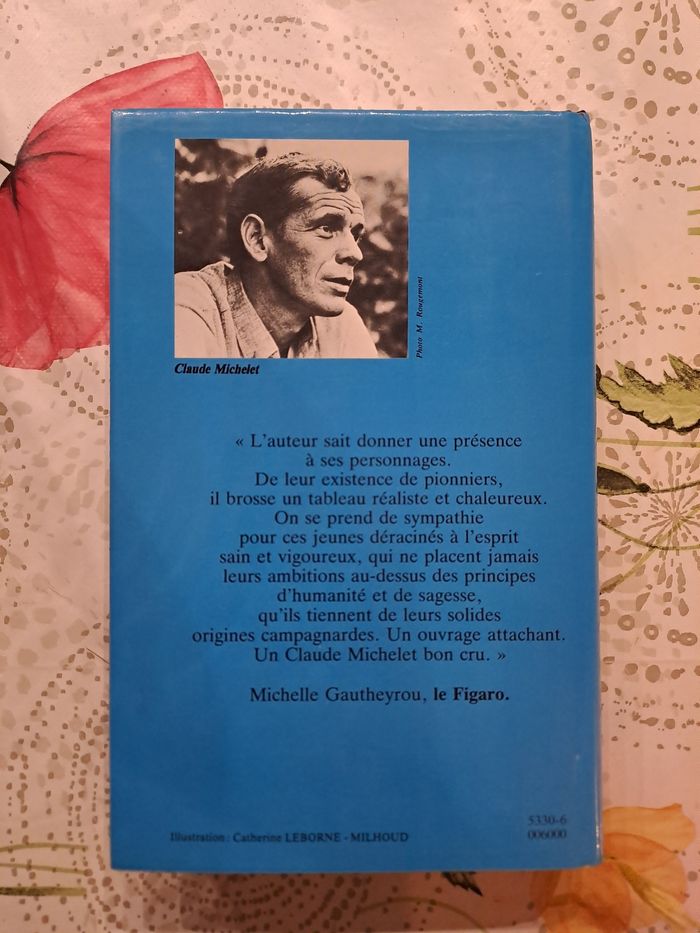 Photo M. Rougemont
Claude Michelet
« L'auteur sait donner une présence
à ses personnages.
De leur existence de pionniers,
il brosse un tableau réaliste et chaleureux.
On se prend de sympathie
pour ces jeunes déracinés à l'esprit
sain et vigoureux, qui ne placent jamais
leurs ambitions au-dessus des principes
d'humanité et de sagesse,
qu'ils tiennent de leurs solides
origines campagnardes. Un ouvrage attachant.
Un Claude Michelet bon cru. »
Michelle Gautheyrou, le Figaro.
5330-6
006000
Illustration : Catherine LEBORNE - MILHOUD